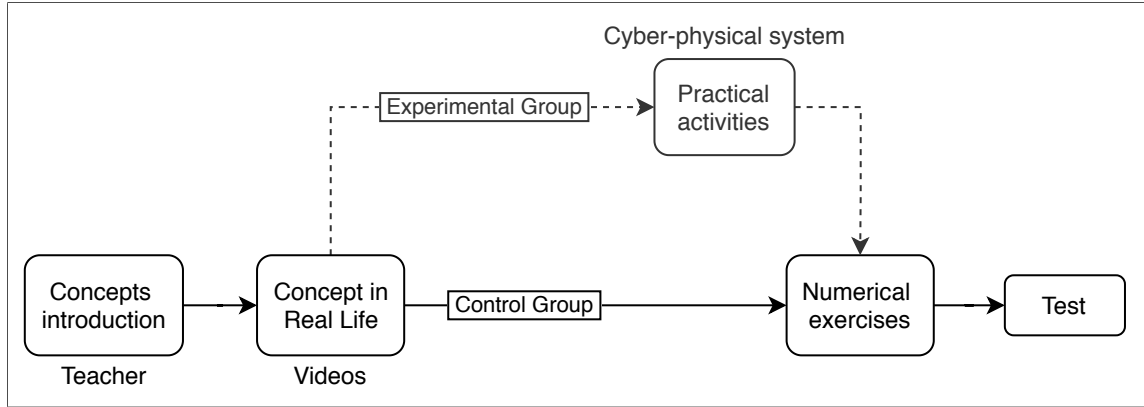 Cyber-physical system
Experimental Group
Practical
activities
Concepts
introduction
Concept in
Real Life
Control Group
Numerical
exercises
Test
Teacher
Videos